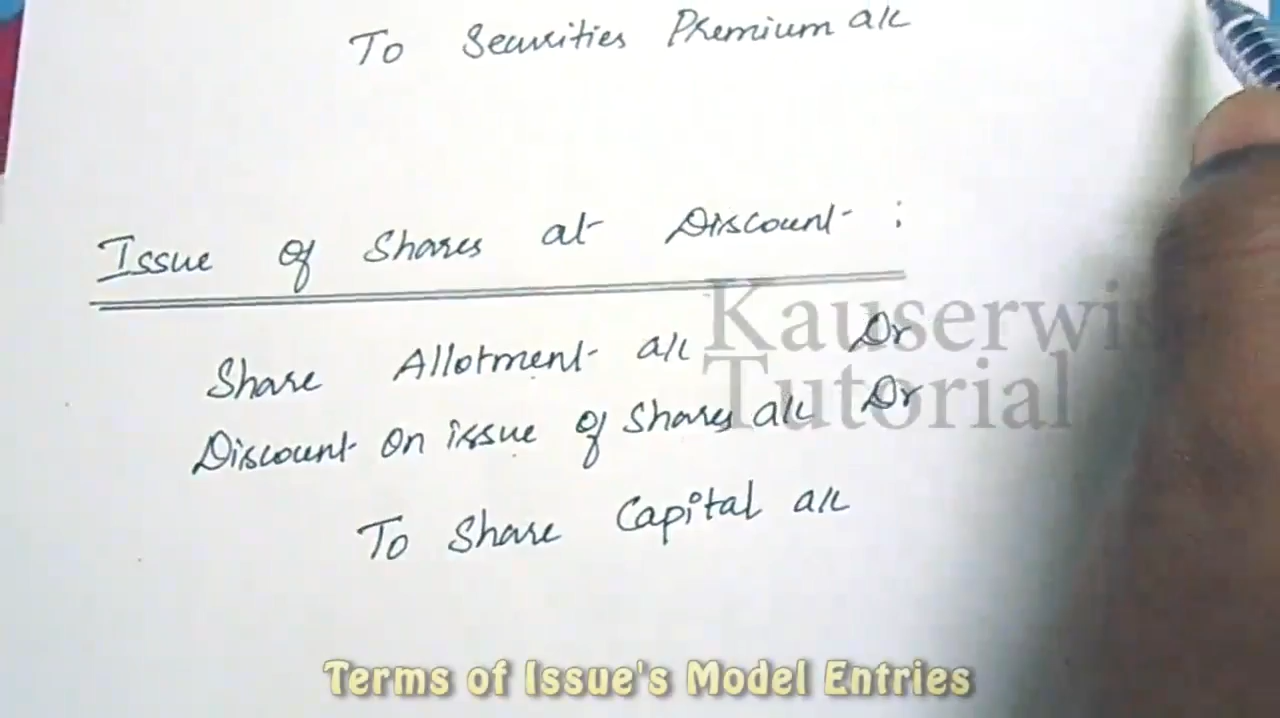 To Securities Premium a/c
Issue of Shares at Discount :
Share Allotment a/c Dr
Discount on issue of Shares a/c Dr
To Share Capital a/c
Kauserwis
Tutorial
Terms of Issue's Model Entries